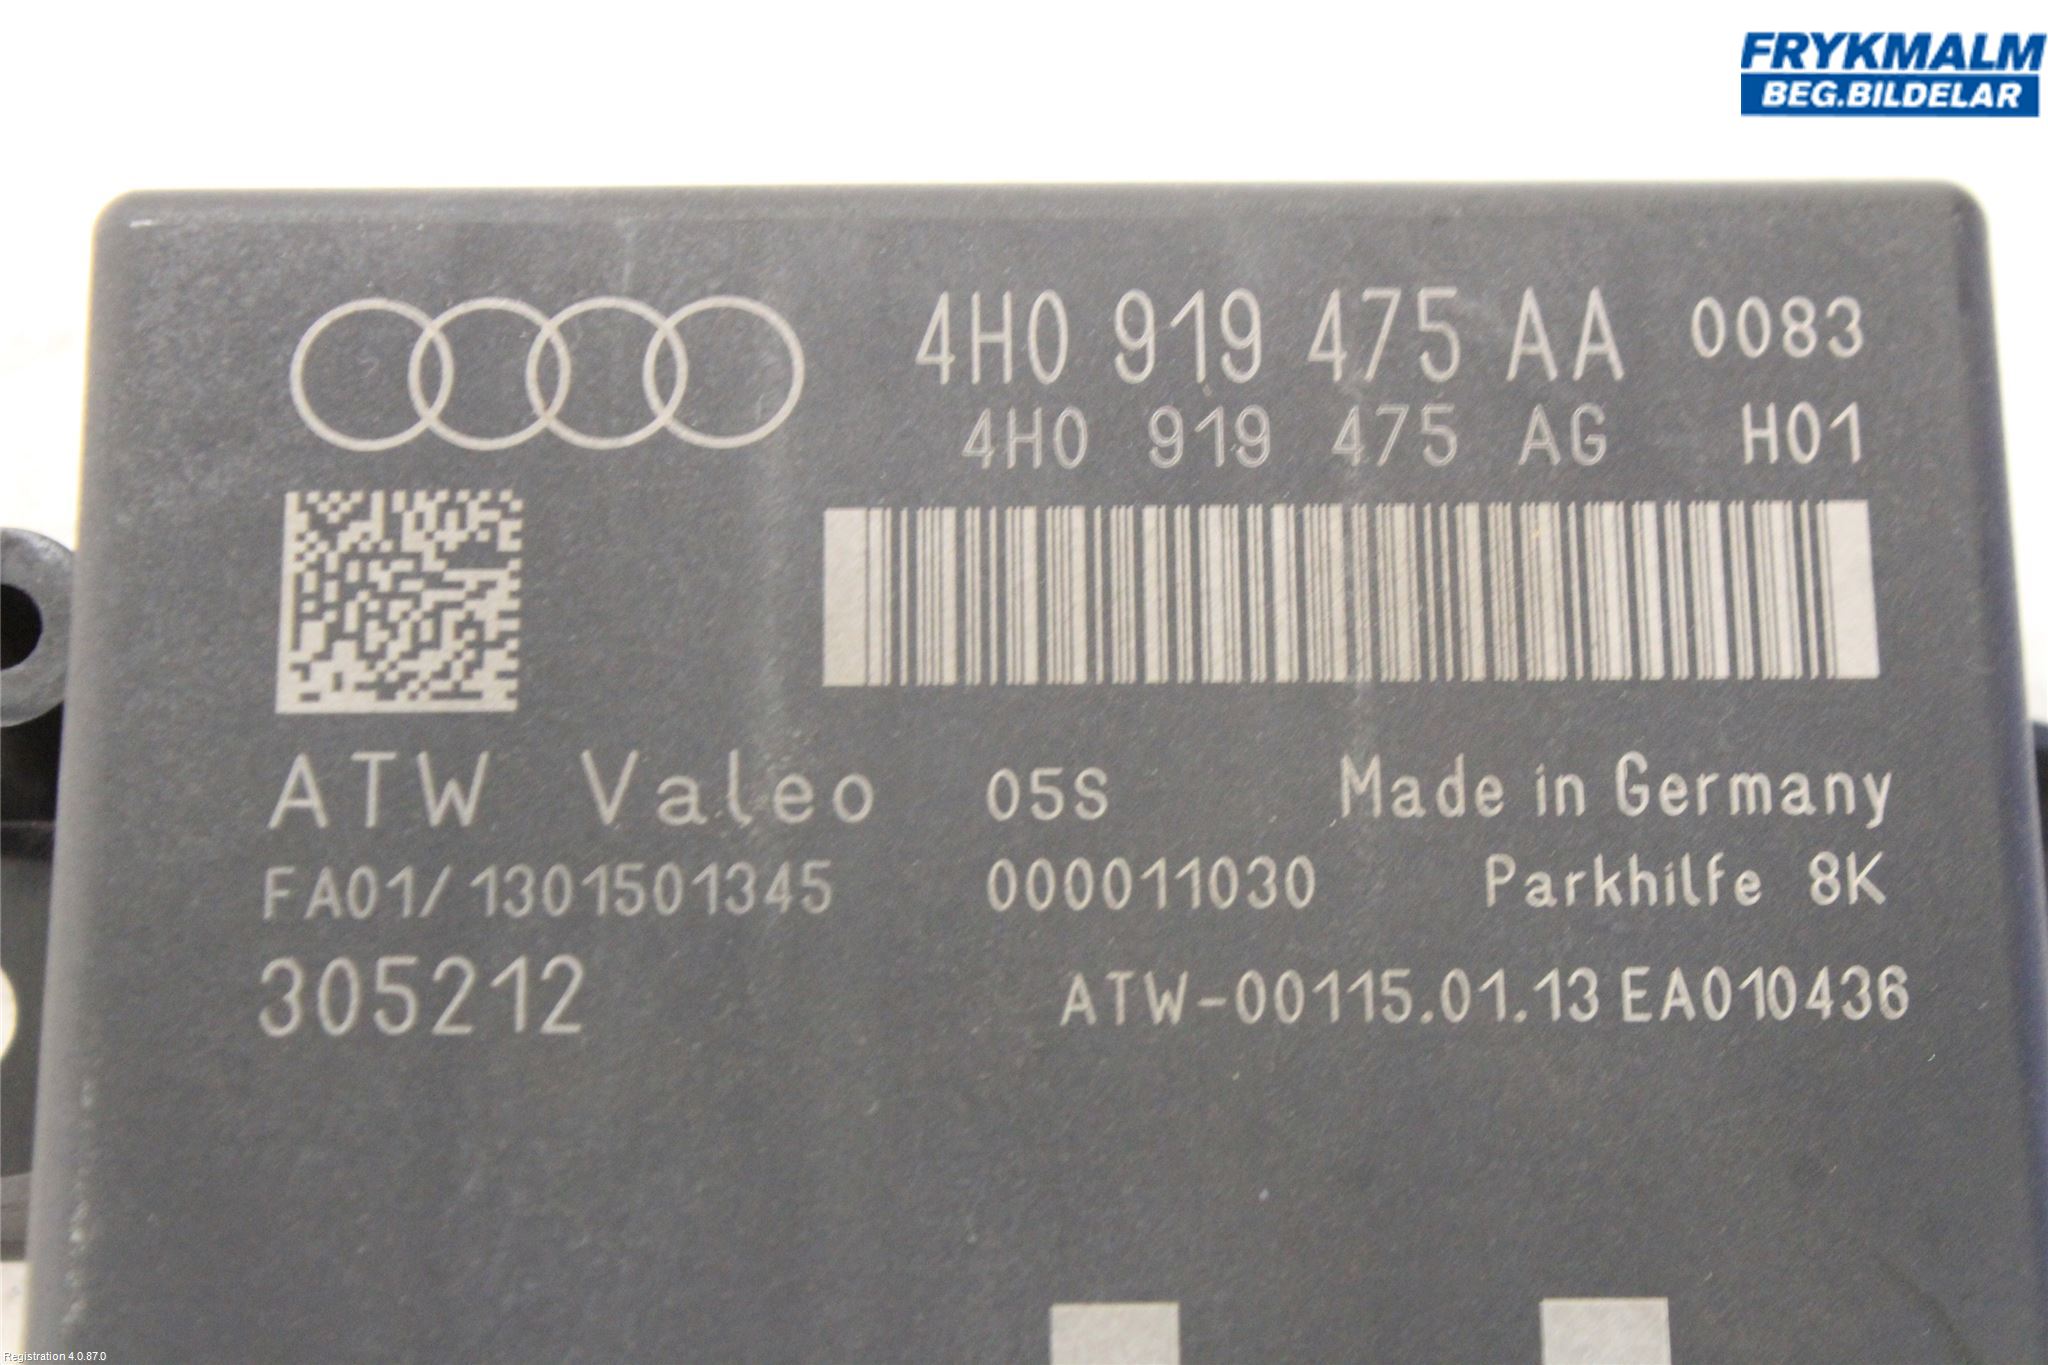 FRYKMALM
BEG.BILDELAR
4H0 919 475 AA 0083
4H0 919 475 AG H01
ATW Valeo 05S Made in Germany
FA01/1301501345 000011030 Parkhilfe 8K
305212 ATW-00115.01.13 EA010436
Registration 4.0.87.0